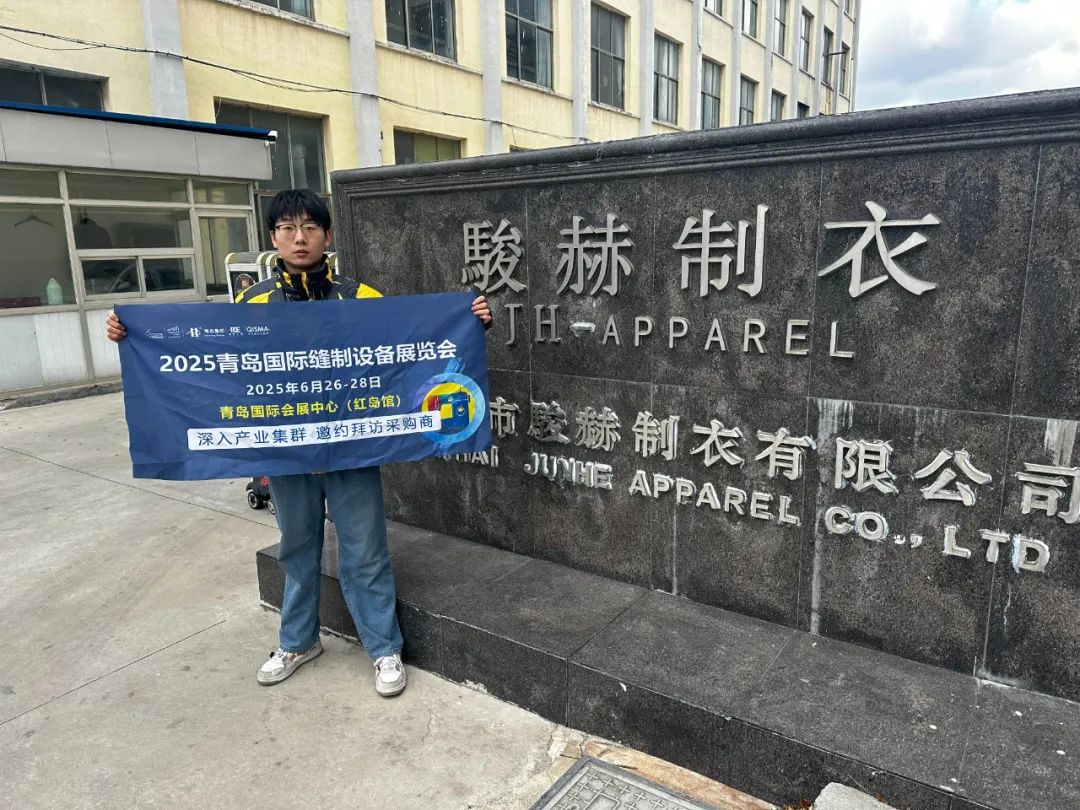 QISMA
2025青岛国际缝制设备展览会
2025年6月26-28日
青岛国际会展中心（红岛馆）
深入产业集群 邀约拜访采购商
駿赫制衣
JH-APPAREL
市駿赫制衣有限公司
HAI JUNHE APPAREL CO.,LTD